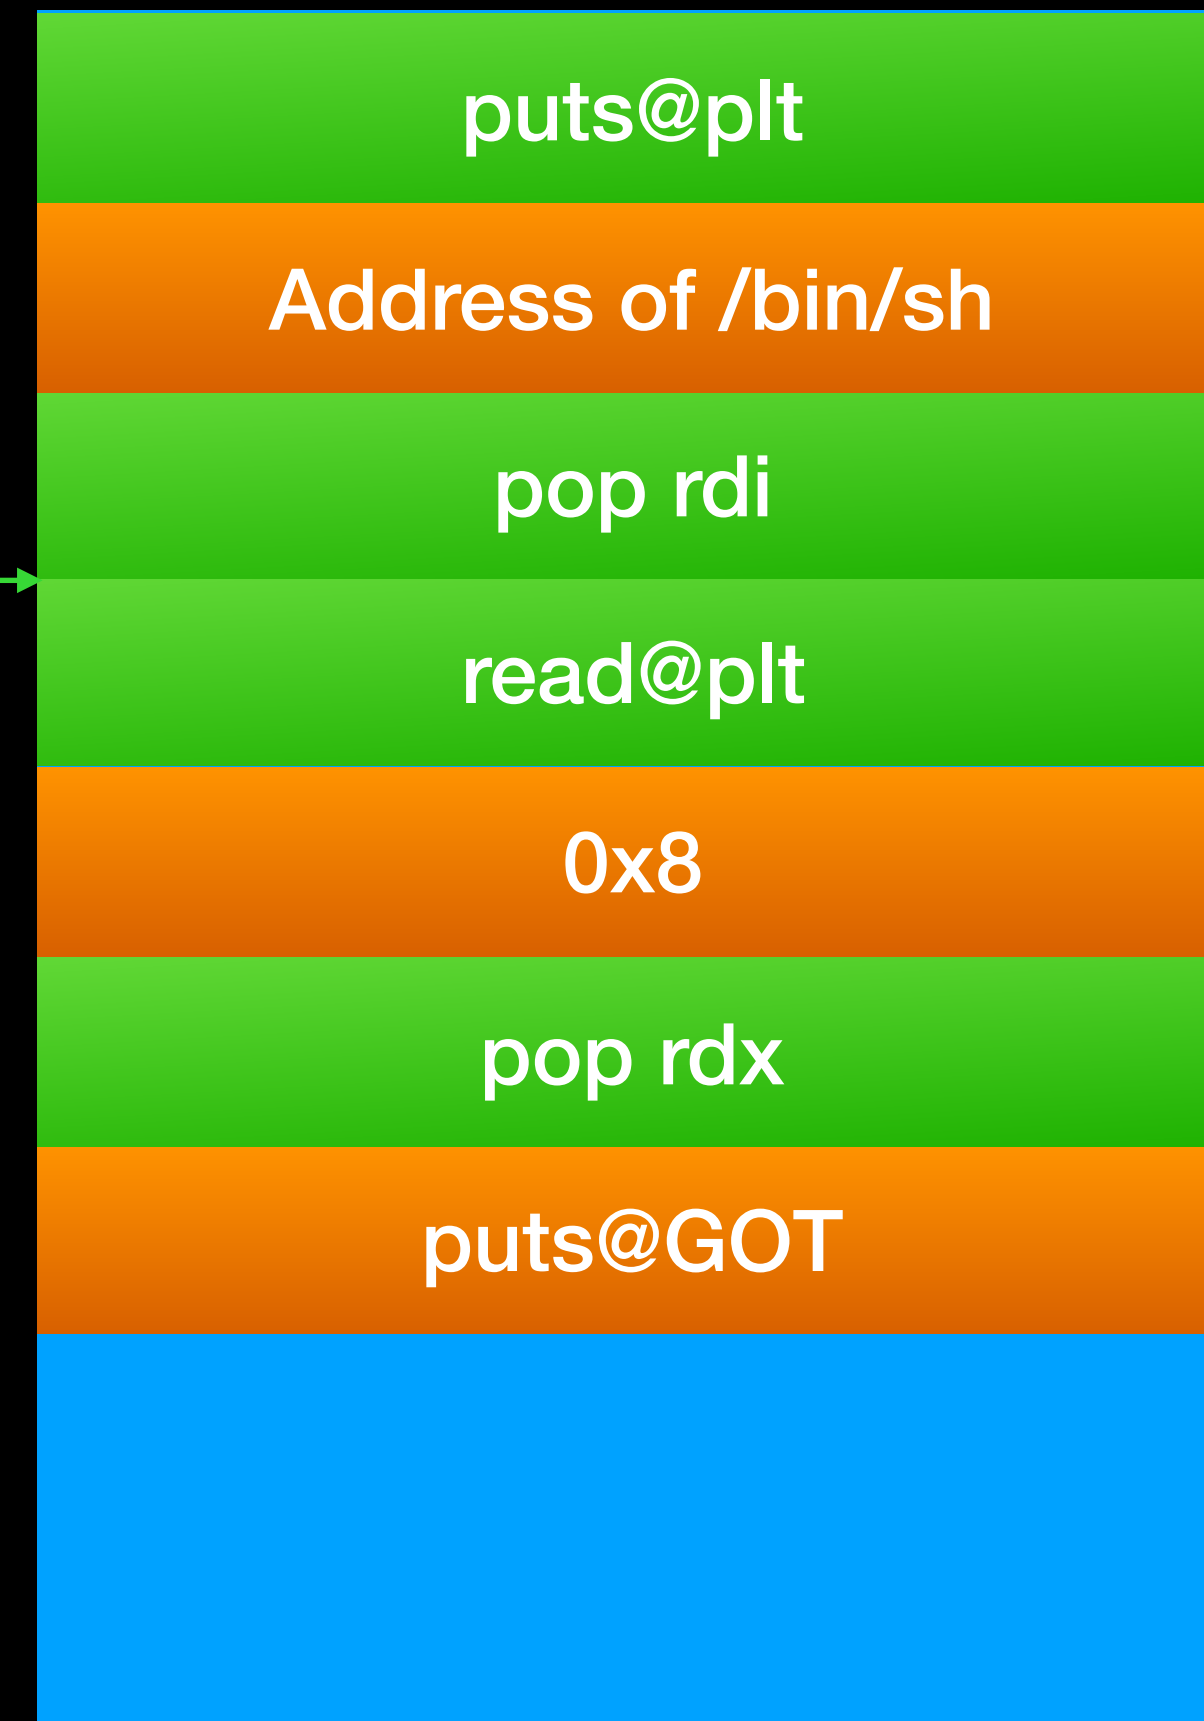 puts@plt
Address of /bin/sh
pop rdi
read@plt
0x8
pop rdx
puts@GOT